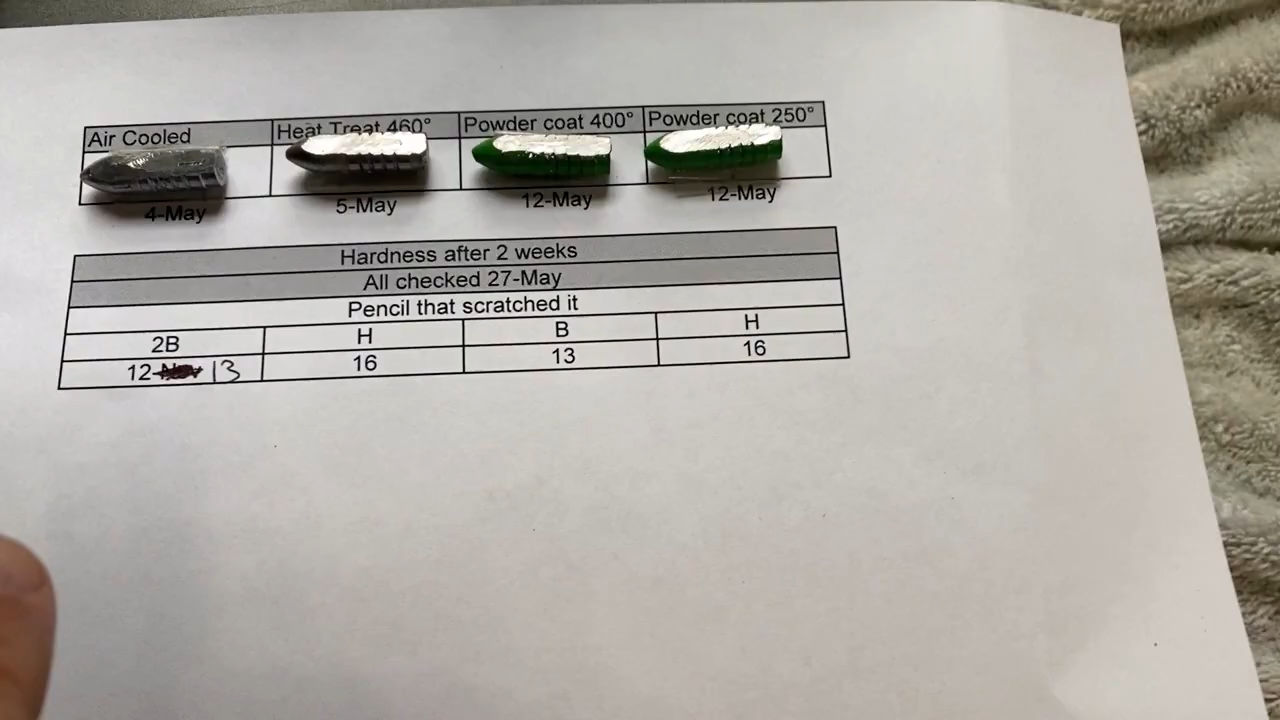 Air Cooled Heat Treat 460° Powder coat 400° Powder coat 250°
4-May 5-May 12-May 12-May
Hardness after 2 weeks
All checked 27-May
Pencil that scratched it
2B H B H
12- 13 16 13 16